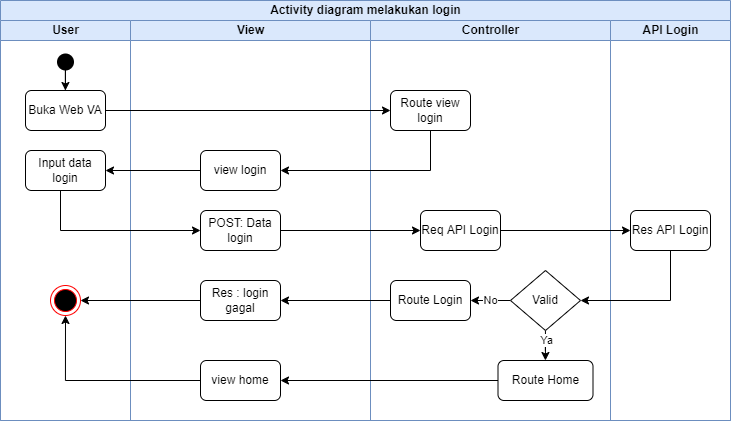 Activity diagram melakukan login
User
View
Controller
API Login
Buka Web VA
Route view
login
Input data
login
view login
POST: Data
login
Req API Login
Res API Login
Res : login
gagal
Route Login
No
Valid
Ya
view home
Route Home